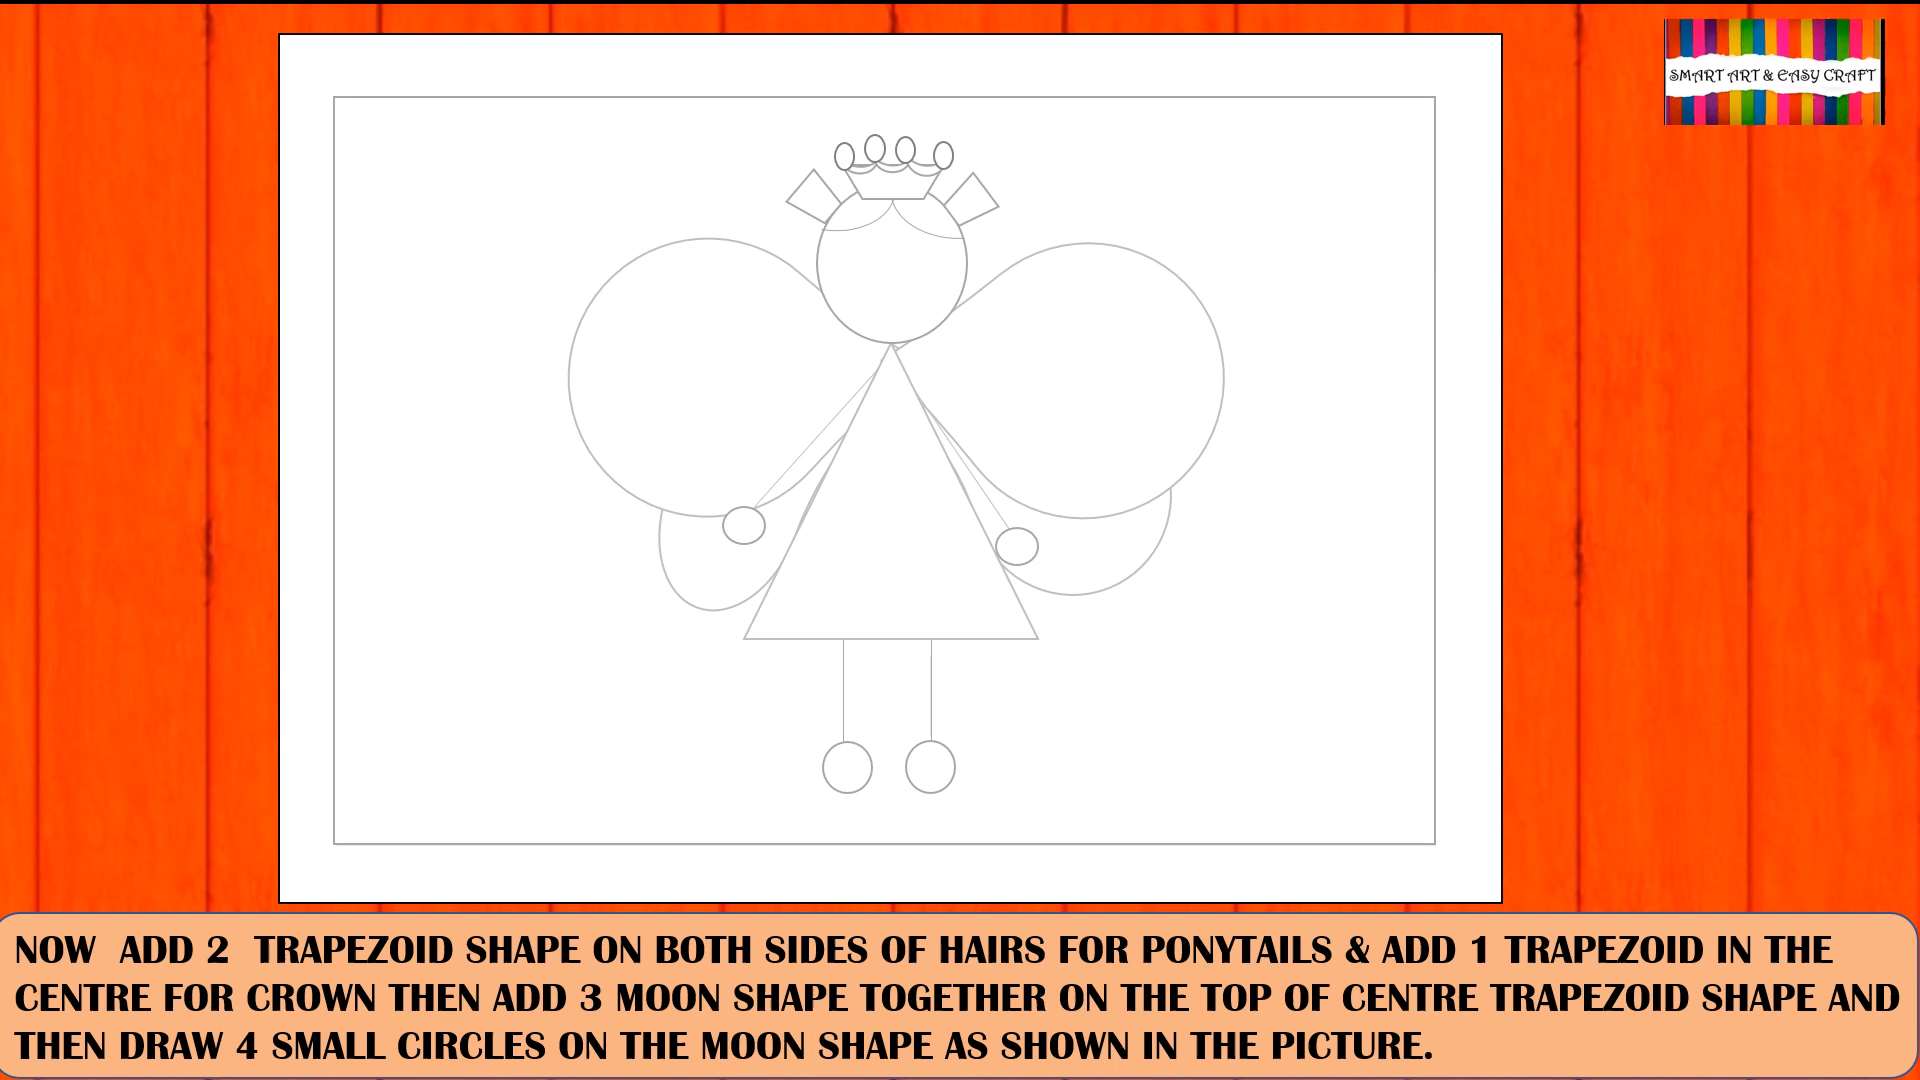 SMART ART & EASY CRAFT
NOW ADD 2 TRAPEZOID SHAPE ON BOTH SIDES OF HAIRS FOR PONYTAILS & ADD 1 TRAPEZOID IN THE
CENTRE FOR CROWN THEN ADD 3 MOON SHAPE TOGETHER ON THE TOP OF CENTRE TRAPEZOID SHAPE AND
THEN DRAW 4 SMALL CIRCLES ON THE MOON SHAPE AS SHOWN IN THE PICTURE.